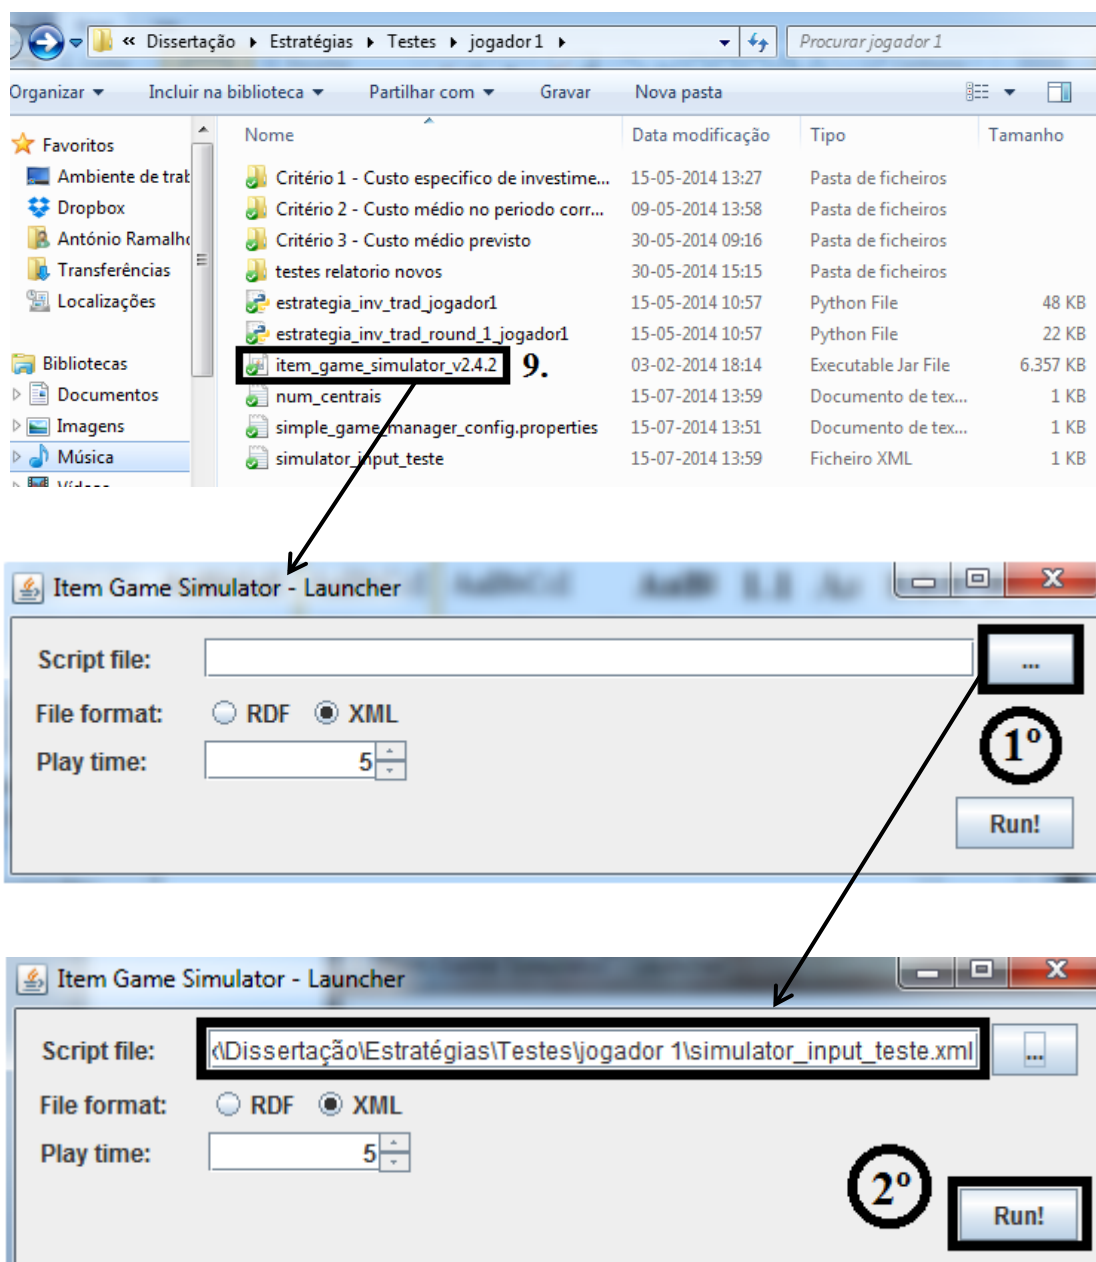 « Dissertação ▸ Estratégias ▸ Testes ▸ jogador 1 ▸ Procurar jogador 1
Organizar Incluir na biblioteca Partilhar com Gravar Nova pasta
Nome Data modificação Tipo Tamanho
Favoritos
Ambiente de trab
Dropbox
António Ramalho
Transferências
Localizações
Bibliotecas
Documentos
Imagens
Música
Vídeos
Critério 1 - Custo especifico de investime... 15-05-2014 13:27 Pasta de ficheiros
Critério 2 - Custo médio no periodo corr... 09-05-2014 13:58 Pasta de ficheiros
Critério 3 - Custo médio previsto 30-05-2014 09:16 Pasta de ficheiros
testes relatorio novos 30-05-2014 15:15 Pasta de ficheiros
estrategia_inv_trad_jogador1 15-05-2014 10:57 Python File 48 KB
estrategia_inv_trad_round_1_jogador1 15-05-2014 10:57 Python File 22 KB
item_game_simulator_v2.4.2 9. 03-02-2014 18:14 Executable Jar File 6.357 KB
num_centrais 15-07-2014 13:59 Documento de tex... 1 KB
simple_game_manager_config.properties 15-07-2014 13:51 Documento de tex... 1 KB
simulator_input_teste 15-07-2014 13:59 Ficheiro XML 1 KB
Item Game Simulator - Launcher
Script file: ...
File format: RDF XML
1º
Play time: 5
Run!
Item Game Simulator - Launcher
Script file: \Dissertação\Estratégias\Testes\jogador 1\simulator_input_teste.xml ...
File format: RDF XML
Play time: 5
2º
Run!